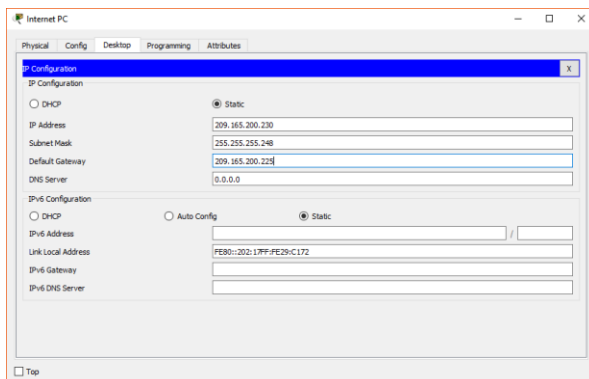 Internet PC
Physical Config Desktop Programming Attributes
IP Configuration X
IP Configuration
DHCP Static
IP Address 209.165.200.230
Subnet Mask 255.255.255.248
Default Gateway 209.165.200.225
DNS Server 0.0.0.0
IPv6 Configuration
DHCP Auto Config Static
IPv6 Address /
Link Local Address FE80::202:17FF:FE29:C172
IPv6 Gateway
IPv6 DNS Server
Top